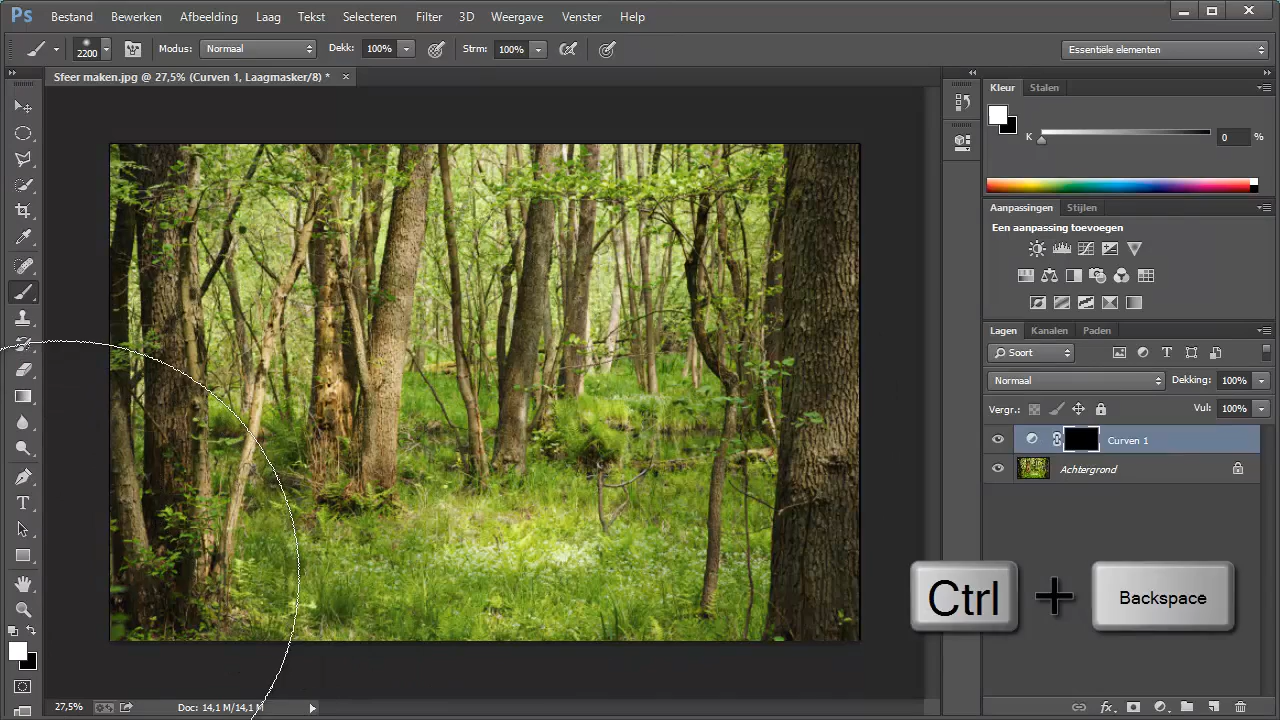 Ps Bestand Bewerken Afbeelding Laag Tekst Selecteren Filter 3D Weergave Venster Help
2200 Modus: Normaal Dekk: 100% Strm: 100% Essentiële elementen
Sfeer maken.jpg @ 27,5% (Curven 1, Laagmasker/8) * ×
Kleur Stalen
K 0 %
Aanpassingen Stijlen
Een aanpassing toevoegen
Lagen Kanalen Paden
Soort
Normaal Dekking: 100%
Vergr.: Vul: 100%
Curven 1
Achtergrond
Ctrl + Backspace
27,5% Doc: 14,1 M/14,1 M